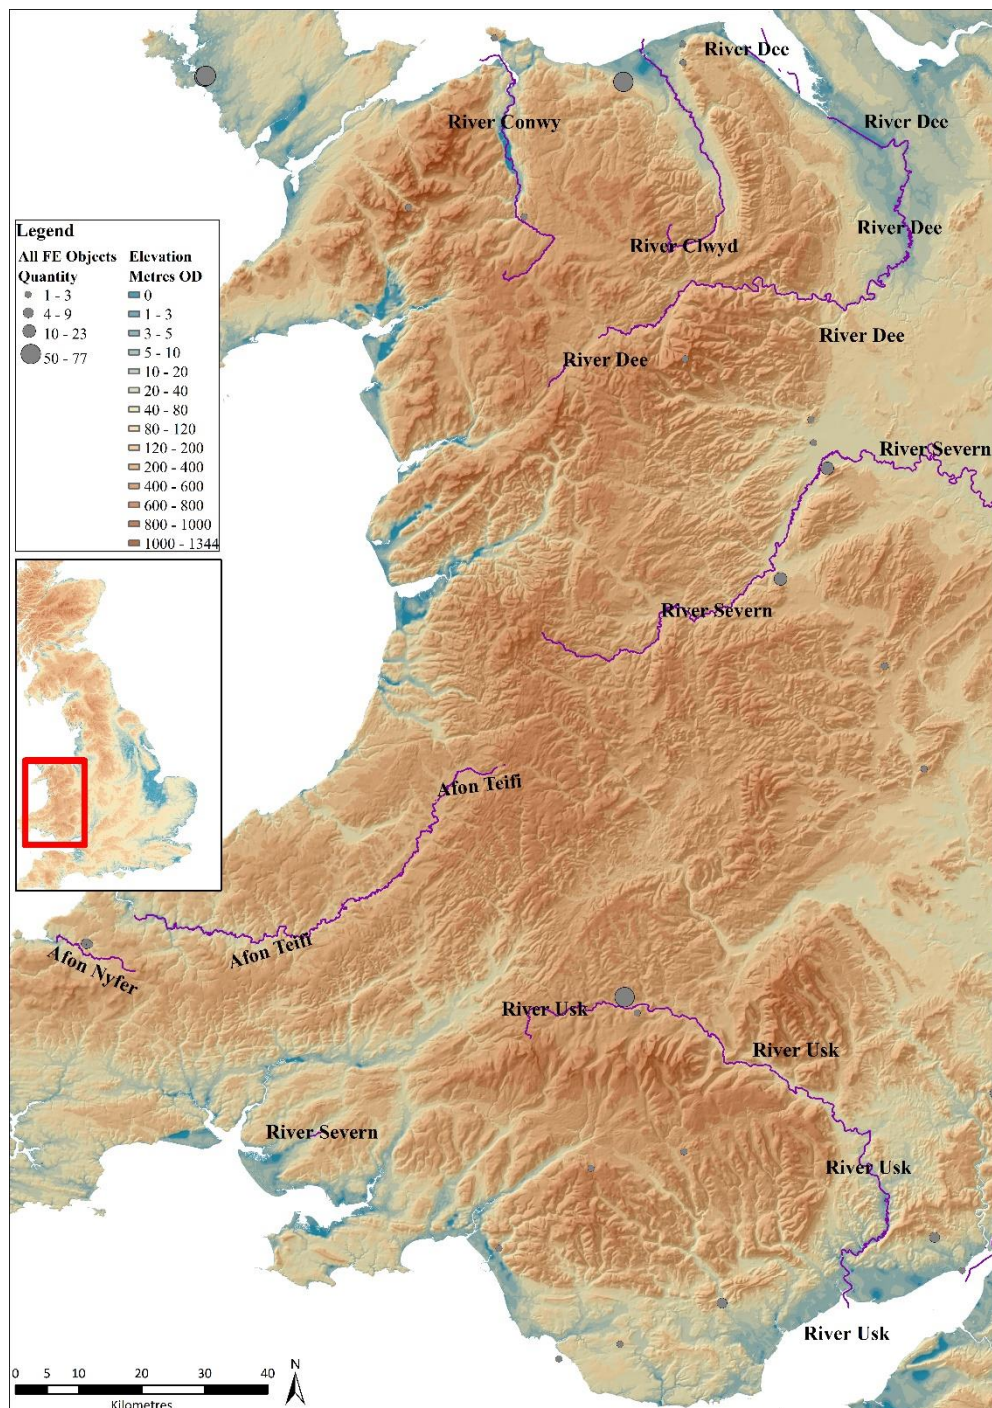 River Dee
River Conwy
River Dee
River Dee
River Clwyd
River Dee
River Dee
Legend
All FE Objects
Quantity
1 - 3
4 - 9
10 - 23
50 - 77
Elevation
Metres OD
0
1 - 3
3 - 5
5 - 10
10 - 20
20 - 40
40 - 80
80 - 120
120 - 200
200 - 400
400 - 600
600 - 800
800 - 1000
1000 - 1344
River Severn
River Severn
Afon Teifi
Afon Teifi
Afon Nyfer
River Usk
River Usk
River Severn
River Usk
River Usk
0 5 10 20 30 40
Kilometres
N